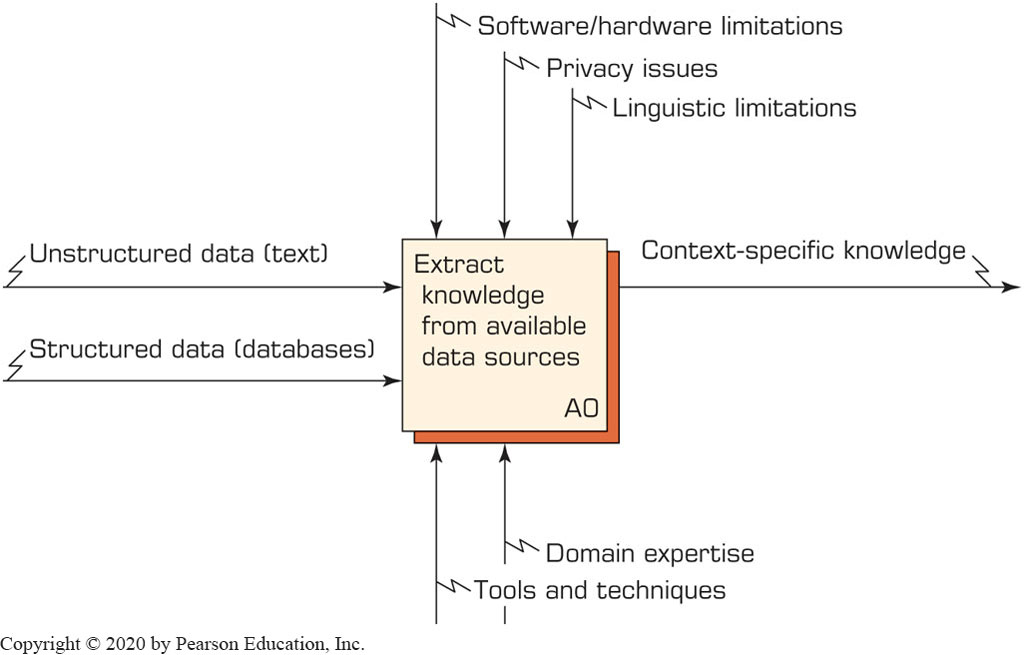 Software/hardware limitations
Privacy issues
Linguistic limitations
Unstructured data (text)
Context-specific knowledge
Extract
knowledge
from available
data sources
Structured data (databases)
A0
Domain expertise
Tools and techniques
Copyright © 2020 by Pearson Education, Inc.